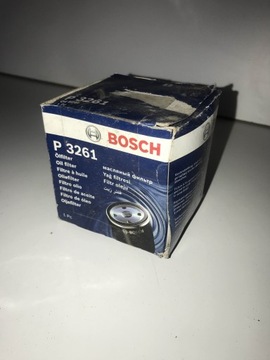 BOSCH
P 3261
Ölfilter
Oil filter
Filtre à huile
Oliefilter
Filtro olio
Filtro de aceite
Filtro de óleo
Oljefilter
масляный фильтр
Yağ filtresi
Filtr oleju